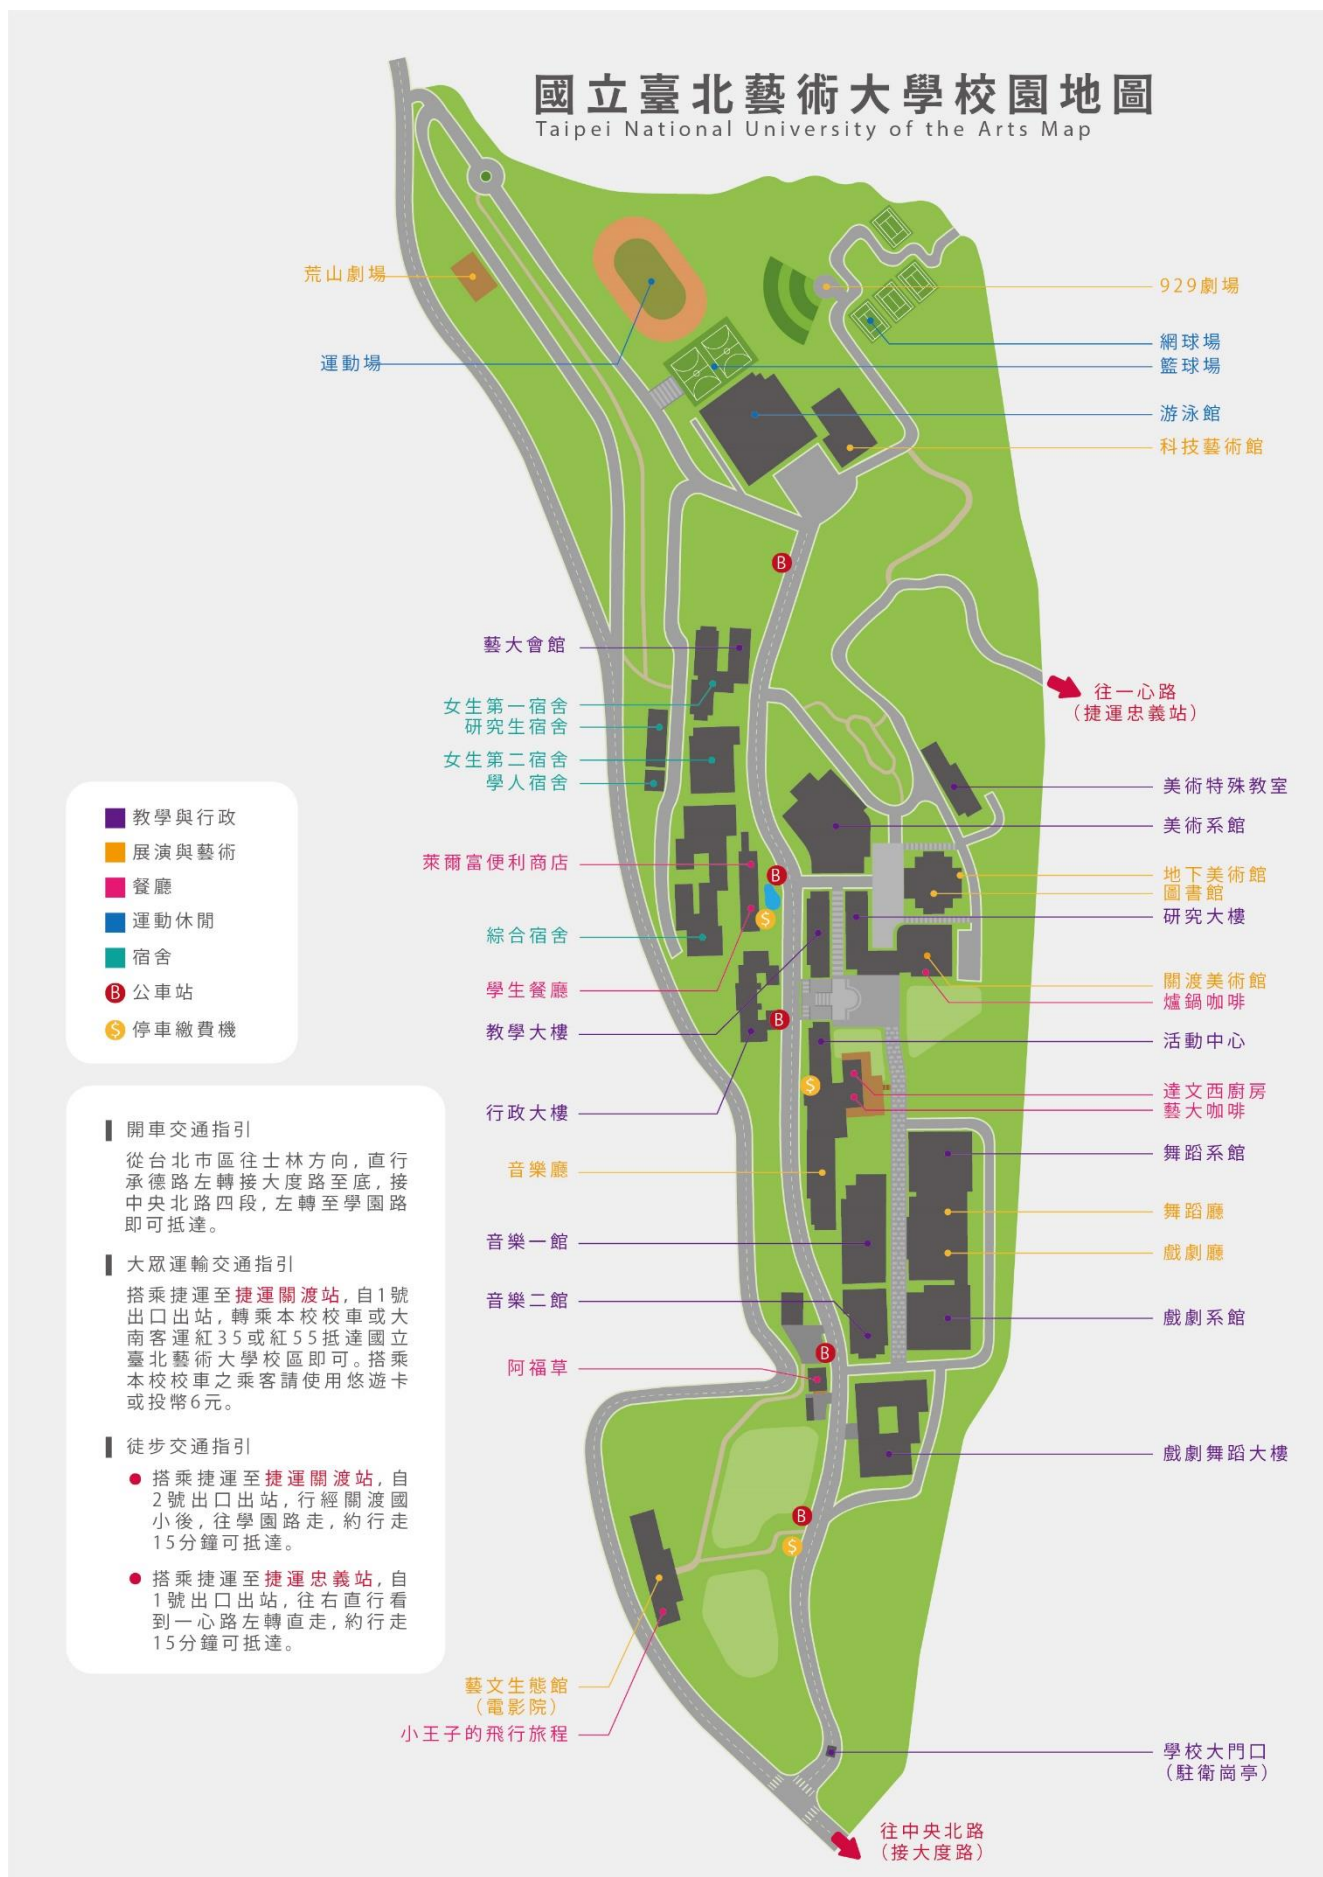 國立臺北藝術大學校園地圖
Taipei National University of the Arts Map
荒山劇場
運動場
929劇場
網球場
籃球場
游泳館
科技藝術館
B
藝大會館
女生第一宿舍
研究生宿舍
女生第二宿舍
學人宿舍
往一心路
(捷運忠義站)
美術特殊教室
美術系館
萊爾富便利商店
B
$
地下美術館
圖書館
研究大樓
綜合宿舍
學生餐廳
關渡美術館
爐鍋咖啡
教學大樓
B
活動中心
行政大樓
$
達文西廚房
藝大咖啡
音樂廳
舞蹈系館
舞蹈廳
音樂一館
戲劇廳
音樂二館
戲劇系館
阿福草
B
戲劇舞蹈大樓
B
$
藝文生態館
(電影院)
小王子的飛行旅程
學校大門口
(駐衛崗亭)
往中央北路
(接大度路)
教學與行政
展演與藝術
餐廳
運動休閒
宿舍
B 公車站
$ 停車繳費機
開車交通指引
從台北市區往士林方向,直行
承德路左轉接大度路至底,接
中央北路四段,左轉至學園路
即可抵達。
大眾運輸交通指引
搭乘捷運至捷運關渡站,自1號
出口出站,轉乘本校校車或大
南客運紅35或紅55抵達國立
臺北藝術大學校區即可。搭乘
本校校車之乘客請使用悠遊卡
或投幣6元。
徒步交通指引
搭乘捷運至捷運關渡站,自
2號出口出站,行經關渡國
小後,往學園路走,約行走
15分鐘可抵達。
搭乘捷運至捷運忠義站,自
1號出口出站,往右直行看
到一心路左轉直走,約行走
15分鐘可抵達。